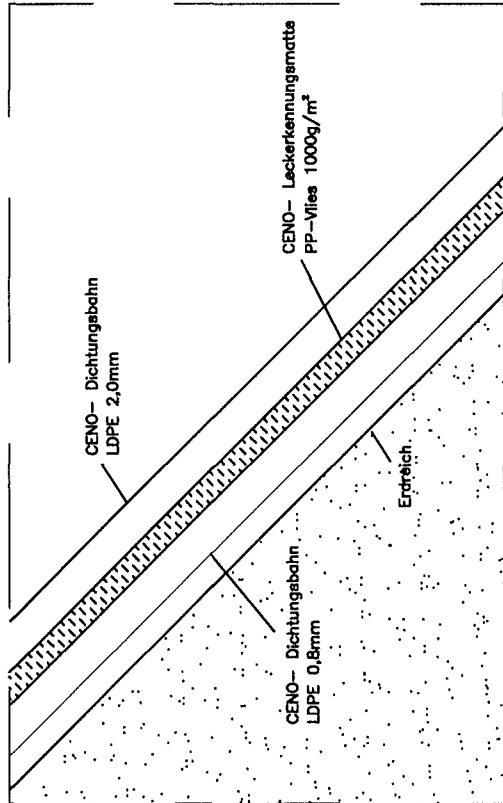 CENO- Dichtungsbahn
LDPE 2,0mm
CENO- Leckerkennungsmatte
PP-Vlies 1000g/m²
CENO- Dichtungsbahn
LDPE 0,8mm
Erdreich